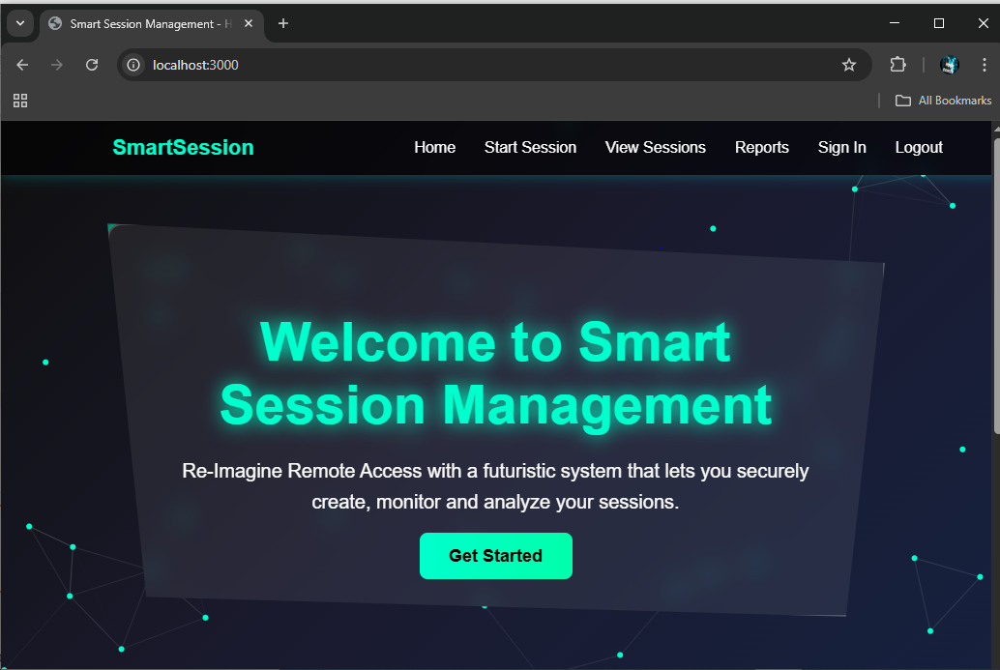 Smart Session Management - H
localhost:3000
All Bookmarks
SmartSession
Home Start Session View Sessions Reports Sign In Logout
Welcome to Smart
Session Management
Re-Imagine Remote Access with a futuristic system that lets you securely
create, monitor and analyze your sessions.
Get Started